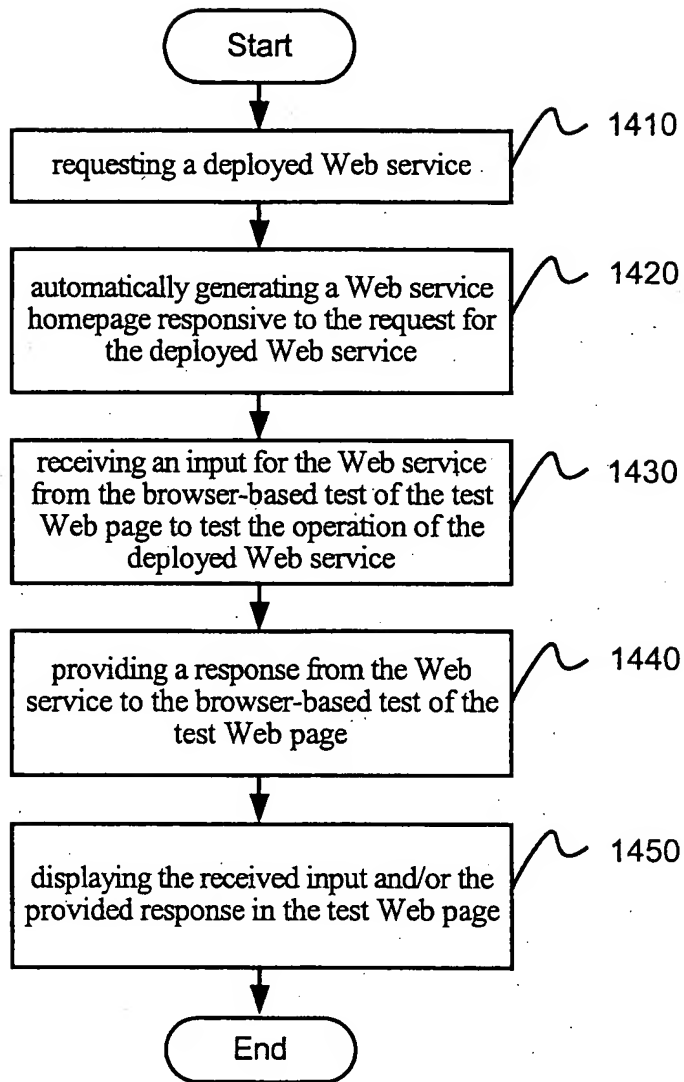 Start
requesting a deployed Web service
1410
automatically generating a Web service
homepage responsive to the request for
the deployed Web service
1420
receiving an input for the Web service
from the browser-based test of the test
Web page to test the operation of the
deployed Web service
1430
providing a response from the Web
service to the browser-based test of the
test Web page
1440
displaying the received input and/or the
provided response in the test Web page
1450
End